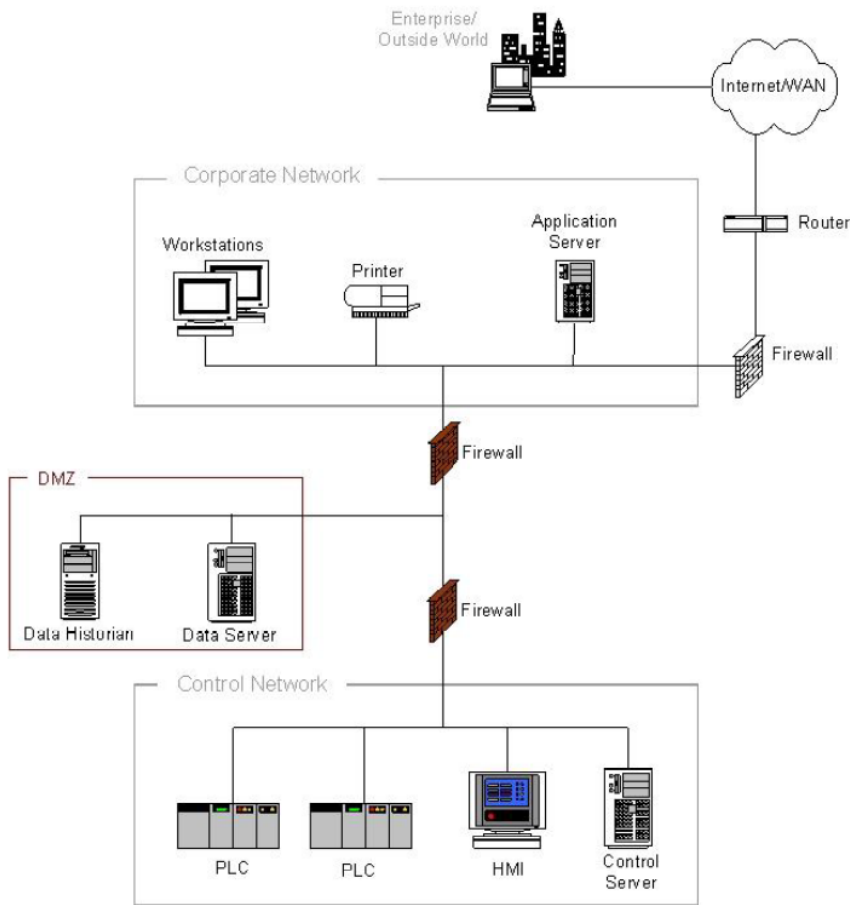 Enterprise/
Outside World
Internet/WAN
Corporate Network
Router
Application
Server
Workstations
Printer
Firewall
Firewall
DMZ
Data Historian
Data Server
Firewall
Control Network
PLC
PLC
HMI
Control
Server